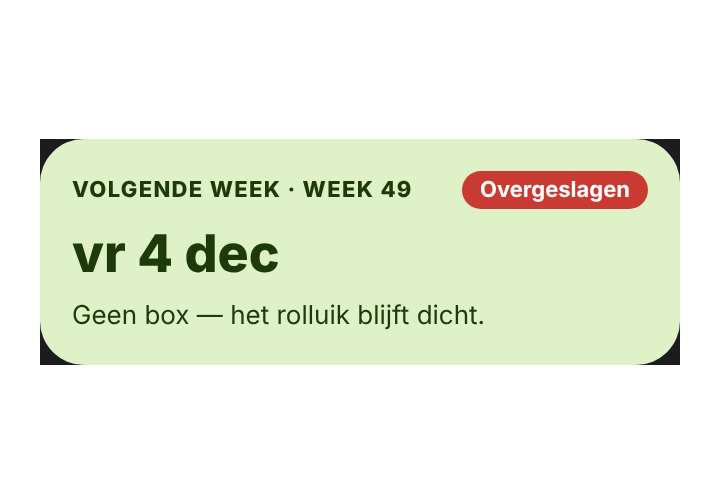 VOLGENDE WEEK · WEEK 49
Overgeslagen
vr 4 dec
Geen box — het rolluik blijft dicht.